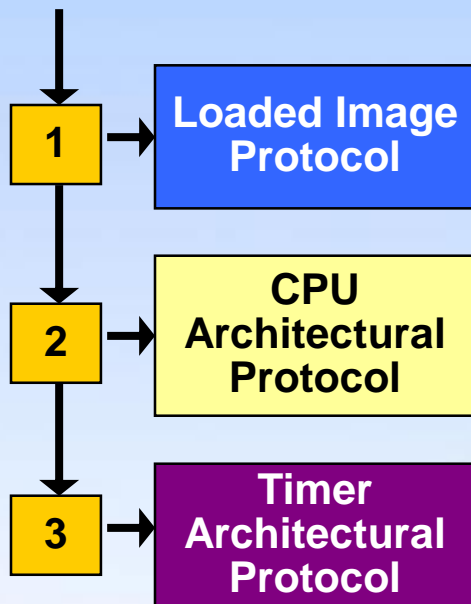 1
Loaded Image
Protocol
2
CPU
Architectural
Protocol
3
Timer
Architectural
Protocol